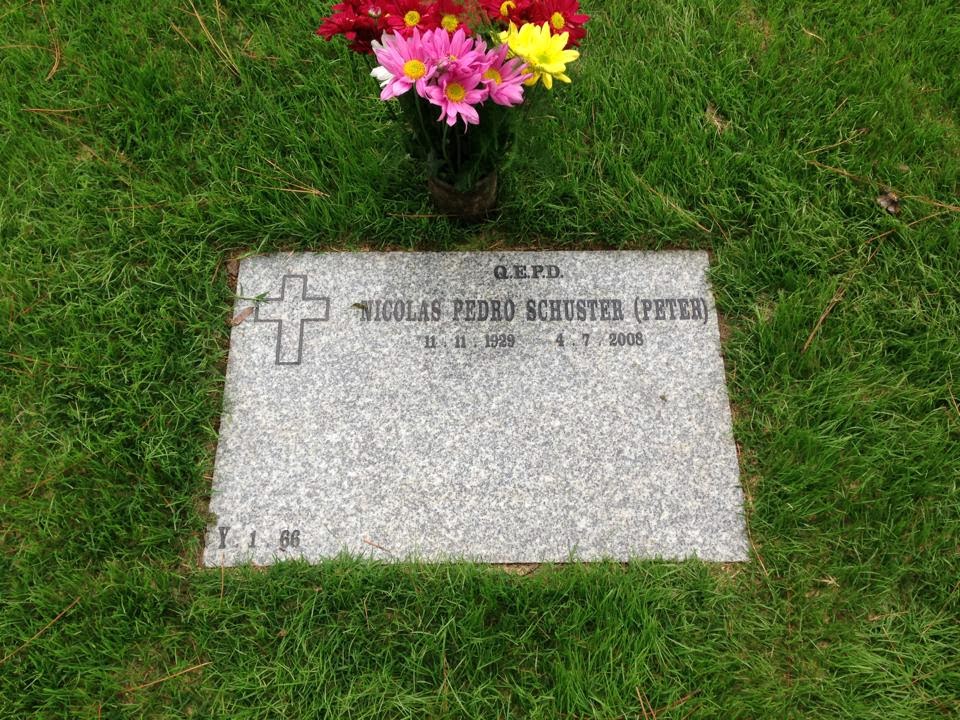 Q.E.P.D.
NICOLAS PEDRO SCHUSTER (PETER)
11 . 11 . 1929 4 . 7 . 2008
Y . 1 . 66